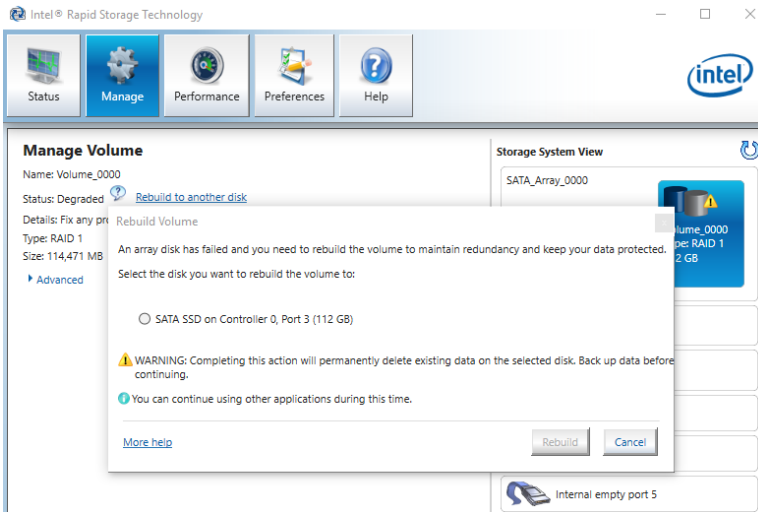 Intel® Rapid Storage Technology
Status
Manage
Performance
Preferences
Help
intel
Manage Volume
Name: Volume_0000
Status: Degraded
Rebuild to another disk
Details: Fix any
Type: RAID 1
Size: 114,471 MB
Advanced
Storage System View
SATA_Array_0000
RAID 1
2 GB
Rebuild Volume
An array disk has failed and you need to rebuild the volume to maintain redundancy and keep your data protected.
Select the disk you want to rebuild the volume to:
SATA SSD on Controller 0, Port 3 (112 GB)
WARNING: Completing this action will permanently delete existing data on the selected disk. Back up data before
continuing.
You can continue using other applications during this time.
More help
Rebuild
Cancel
Internal empty port 5